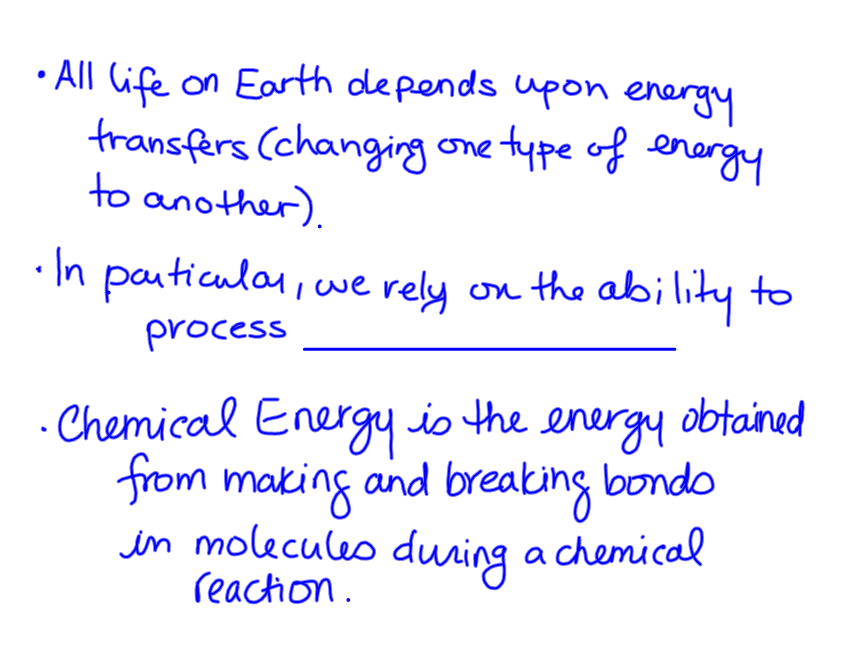 • All life on Earth depends upon energy
transfers (changing one type of energy
to another).
• In particular, we rely on the ability to
process ____________________
• Chemical Energy is the energy obtained
from making and breaking bonds
in molecules during a chemical
reaction.